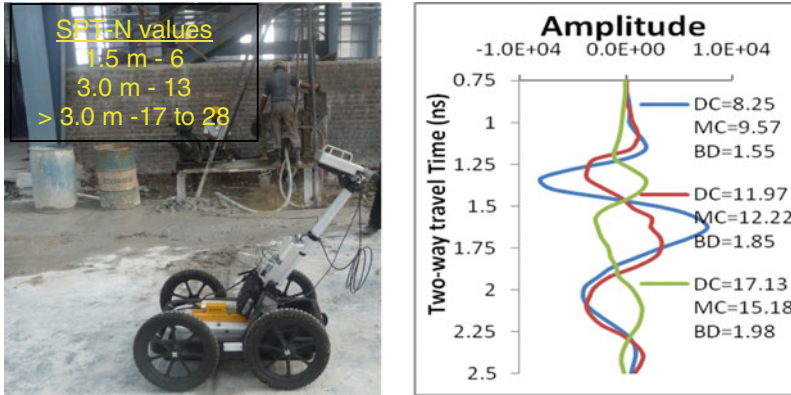 SPT-N values
1.5 m - 6
3.0 m - 13
> 3.0 m -17 to 28
Amplitude
-1.0E+04 0.0E+00 1.0E+04
Two-way travel Time (ns)
0.75
1
1.25
1.5
1.75
2
2.25
2.5
DC=8.25
MC=9.57
BD=1.55
DC=11.97
MC=12.22
BD=1.85
DC=17.13
MC=15.18
BD=1.98